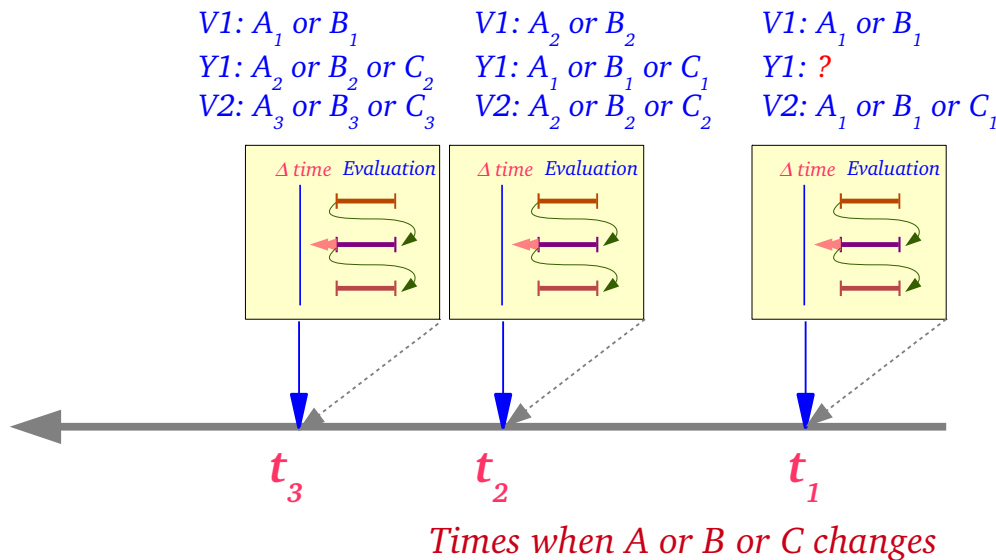 V1: A₁ or B₁
Y1: A₂ or B₂ or C₂
V2: A₃ or B₃ or C₃
V1: A₂ or B₂
Y1: A₁ or B₁ or C₁
V2: A₂ or B₂ or C₂
V1: A₁ or B₁
Y1: ?
V2: A₁ or B₁ or C₁
Δ time Evaluation
Δ time Evaluation
Δ time Evaluation
t₃
t₂
t₁
Times when A or B or C changes